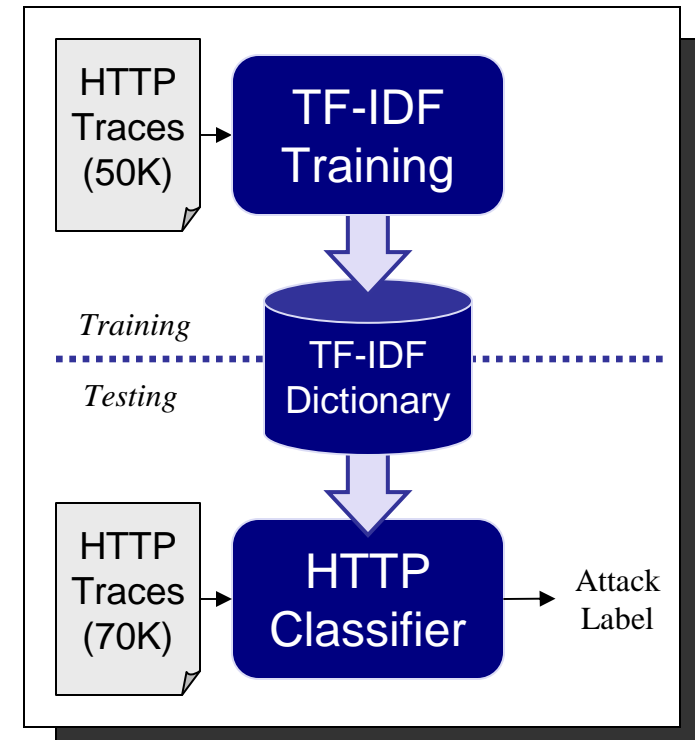 HTTP
Traces
(50K)
TF-IDF
Training
Training
TF-IDF
Dictionary
Testing
HTTP
Traces
(70K)
HTTP
Classifier
Attack
Label